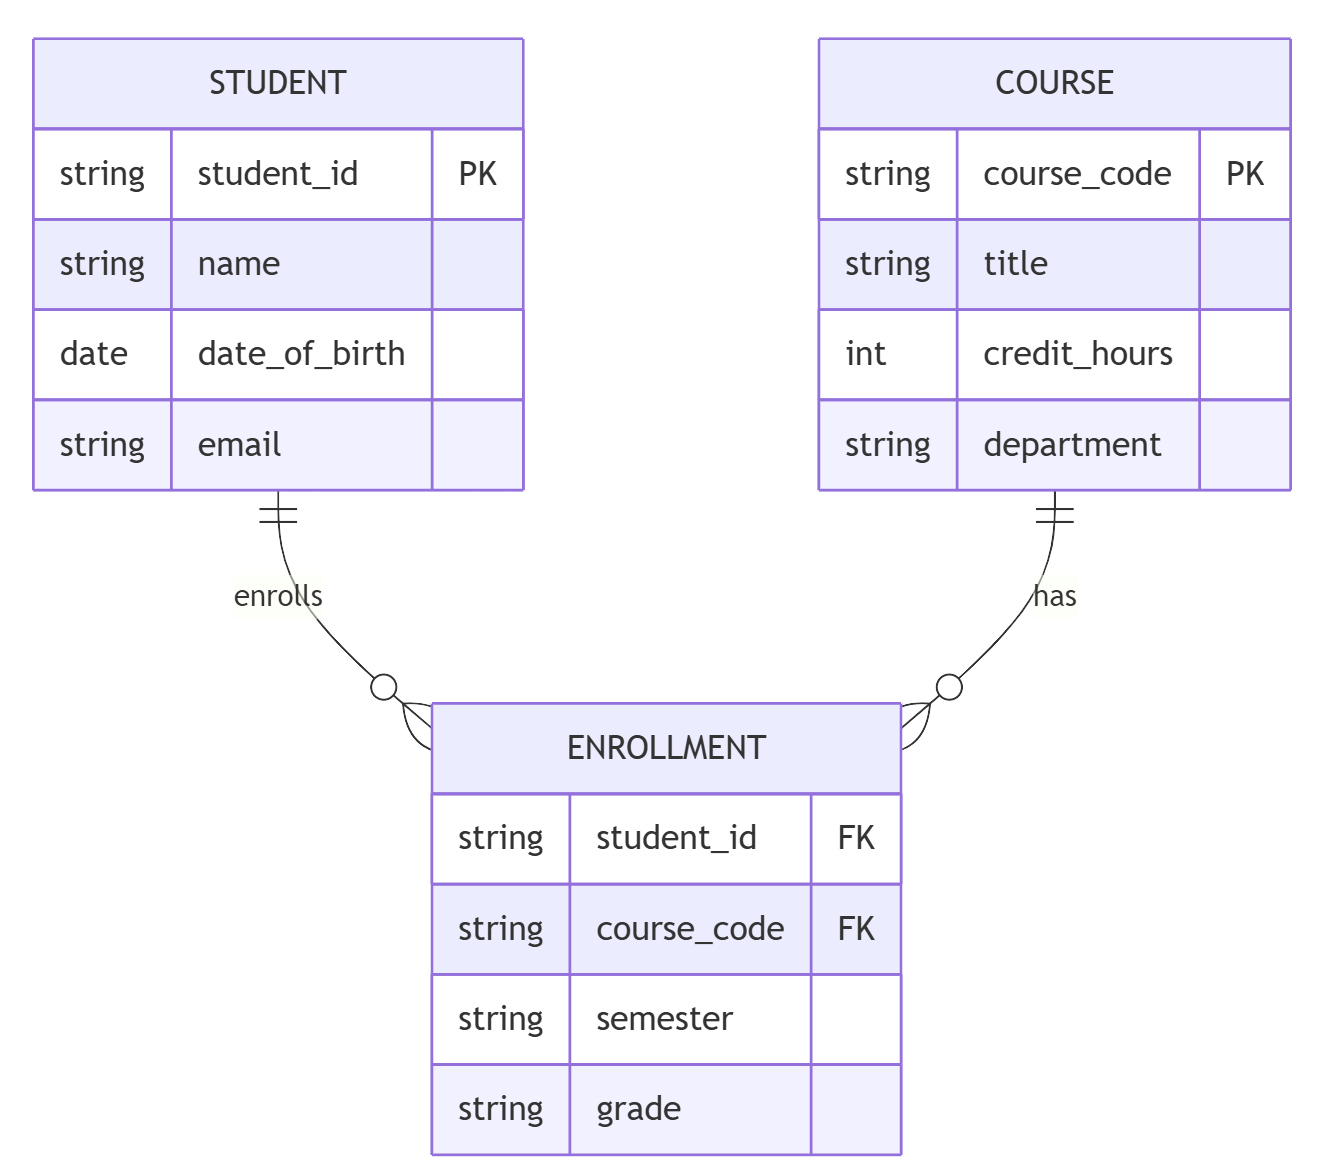 STUDENT
string student_id PK
string name
date date_of_birth
string email
COURSE
string course_code PK
string title
int credit_hours
string department
enrolls
has
ENROLLMENT
string student_id FK
string course_code FK
string semester
string grade